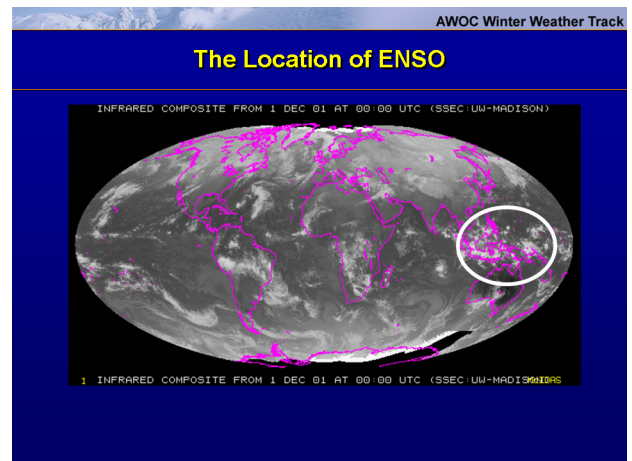 AWOC Winter Weather Track
The Location of ENSO
INFRARED COMPOSITE FROM 1 DEC 01 AT 00:00 UTC (SSEC:UW-MADISON)
1 INFRARED COMPOSITE FROM 1 DEC 01 AT 00:00 UTC (SSEC:UW-MADIS